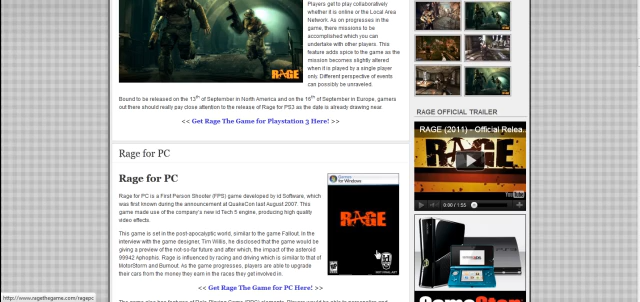 Players get to play collaboratively
whether it is online or the Local Area
Network. As on progresses in the
game, there missions to be
accomplished which you can
undertake with other players. This
feature adds spice to the game as the
mission becomes slightly altered
when it is played by a single player
only. Different perspective of events
can possibly be unraveled.
RAGE
Bound to be released on the 13th of September in North America and on the 16th of September in Europe, gamers
out there should really pay close attention to the release of Rage for PS3 as the date is already drawing near.
<< Get Rage The Game for Playstation 3 Here! >>
Rage for PC
Rage for PC
Rage for PC is a First Person Shooter (FPS) game developed by id Software, which
was first known during the announcement at QuakeCon last August 2007. This
game made use of the company's new id Tech 5 engine, producing high quality
video effects.
This game is set in the post-apocalyptic world, similar to the game Fallout. In the
interview with the game designer, Tim Willits, he disclosed that the game would be
giving a preview of the not-so-far future and after which, the impact of the asteroid
99942 Aphophis. Rage is influenced by racing and driving which is similar to that of
MotorStorm and Burnout. As the game progresses, players are able to upgrade
their cars from the money they earn in the races they get involved in.
<< Get Rage The Game for PC Here! >>
Games
for Windows
RAGE
RAGE OFFICIAL TRAILER
RAGE (2011) - Official Relea...
0:00 / 1:55
GameStop
http://www.ragethegame.com/ragepc